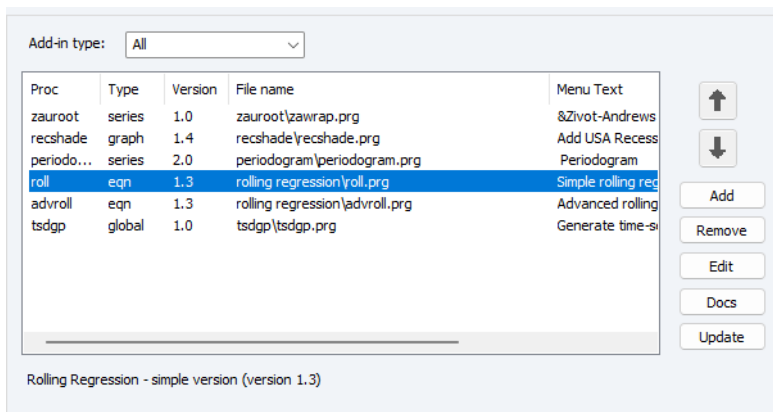 Add-in type: All
Proc Type Version File name Menu Text
zauroot series 1.0 zauroot\zawrap.prg &Zivot-Andrews
recshade graph 1.4 recshade\recshade.prg Add USA Recess
periodo... series 2.0 periodogram\periodogram.prg Periodogram
roll eqn 1.3 rolling regression\roll.prg Simple rolling reg
advroll eqn 1.3 rolling regression\advroll.prg Advanced rolling
tsdgp global 1.0 tsdgp\tsdgp.prg Generate time-s
Add
Remove
Edit
Docs
Update
Rolling Regression - simple version (version 1.3)